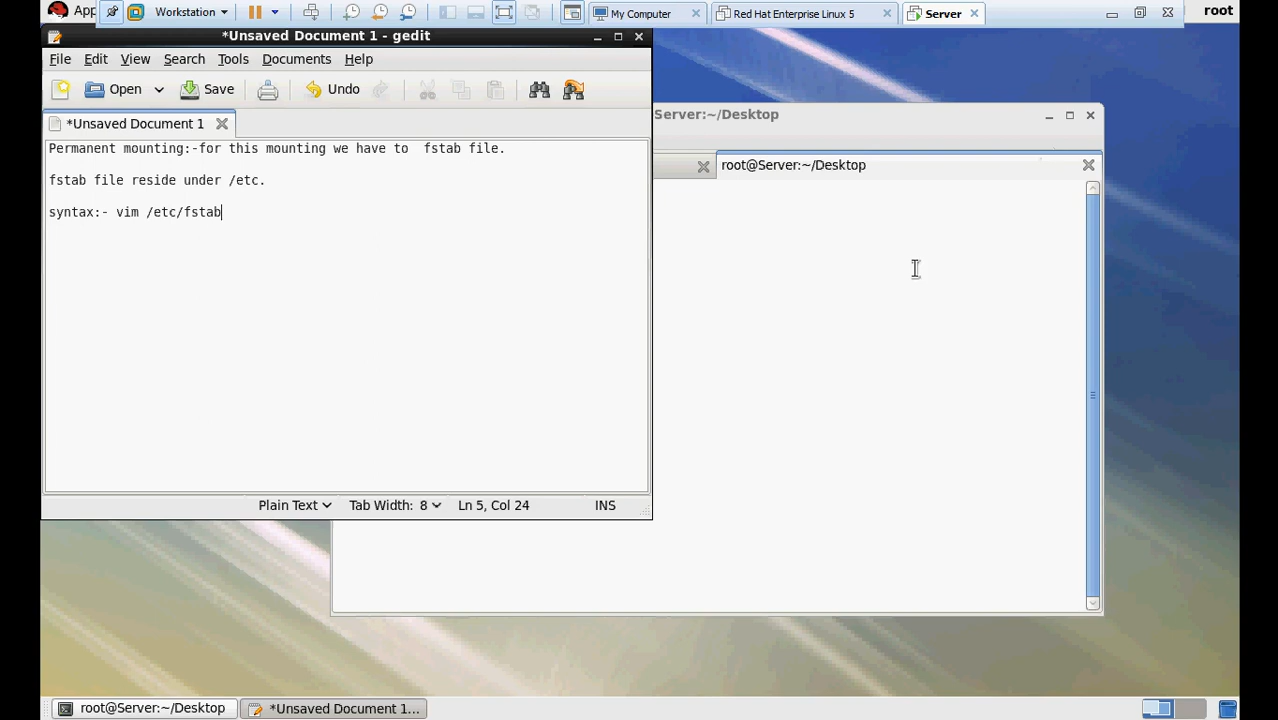 App
Workstation
My Computer
Red Hat Enterprise Linux 5
Server
root
*Unsaved Document 1 - gedit
File Edit View Search Tools Documents Help
Open Save Undo
*Unsaved Document 1
Server:~/Desktop
root@Server:~/Desktop
Permanent mounting:-for this mounting we have to  fstab file.
fstab file reside under /etc.
syntax:- vim /etc/fstab
Plain Text Tab Width: 8 Ln 5, Col 24 INS
root@Server:~/Desktop
*Unsaved Document 1...